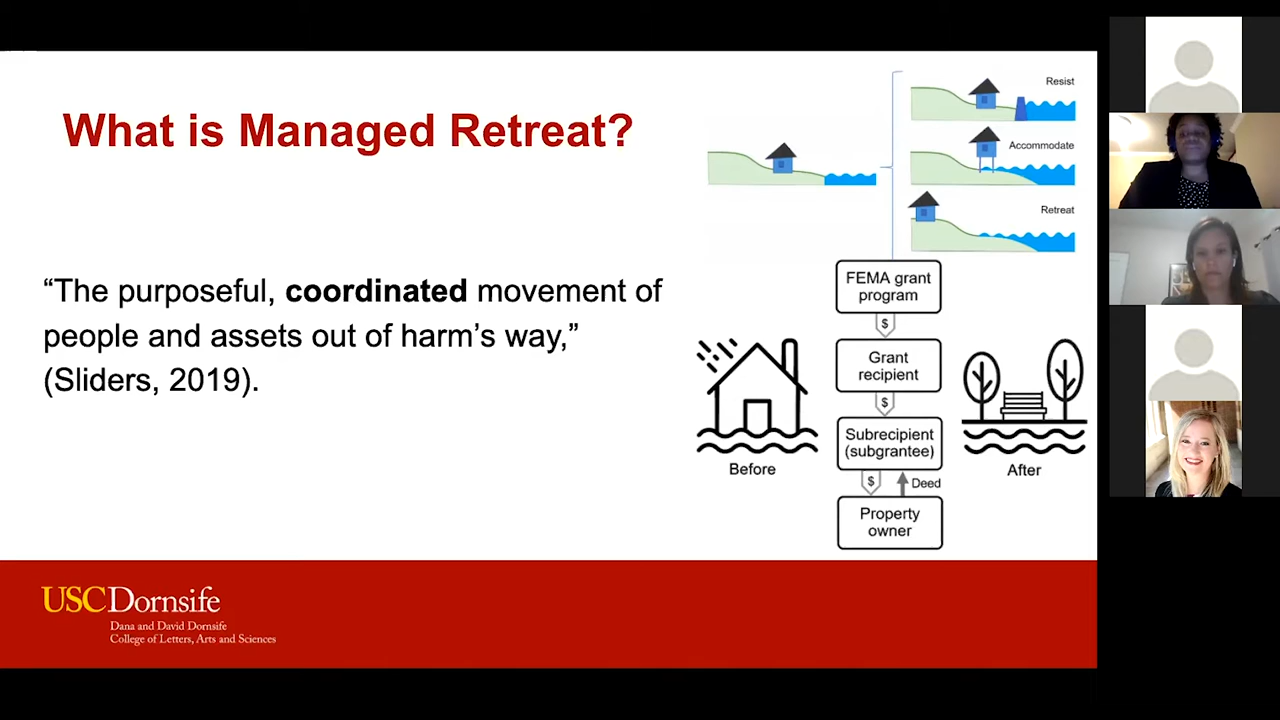 What is Managed Retreat?
“The purposeful, coordinated movement of
people and assets out of harm’s way,”
(Sliders, 2019).
Resist
Accommodate
Retreat
FEMA grant
program
$
Grant
recipient
$
Subrecipient
(subgrantee)
$
Deed
Property
owner
Before
After
USCDornsife
Dana and David Dornsife
College of Letters, Arts and Sciences